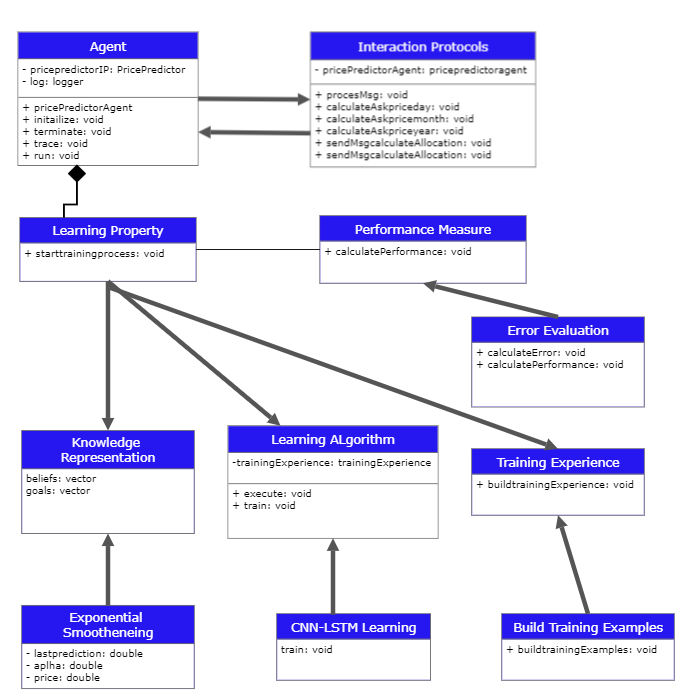 Agent
- pricepredictorIP: PricePredictor
- log: logger
+ pricePredictorAgent
+ initailize: void
+ terminate: void
+ trace: void
+ run: void
Interaction Protocols
- pricePredictorAgent: pricepredictoragent
+ procesMsg: void
+ calculateAskpriceday: void
+ calculateAskpricemonth: void
+ calculateAskpriceyear: void
+ sendMsgcalculateAllocation: void
+ sendMsgcalculateAllocation: void
Learning Property
+ starttrainingprocess: void
Performance Measure
+ calculatePerformance: void
Error Evaluation
+ calculateError: void
+ calculatePerformance: void
Knowledge
Representation
beliefs: vector
goals: vector
Learning ALgorithm
-trainingExperience: trainingExperience
+ execute: void
+ train: void
Training Experience
+ buildtrainingExperience: void
Exponential
Smootheneing
- lastprediction: double
- aplha: double
- price: double
CNN-LSTM Learning
train: void
Build Training Examples
+ buildtrainingExamples: void